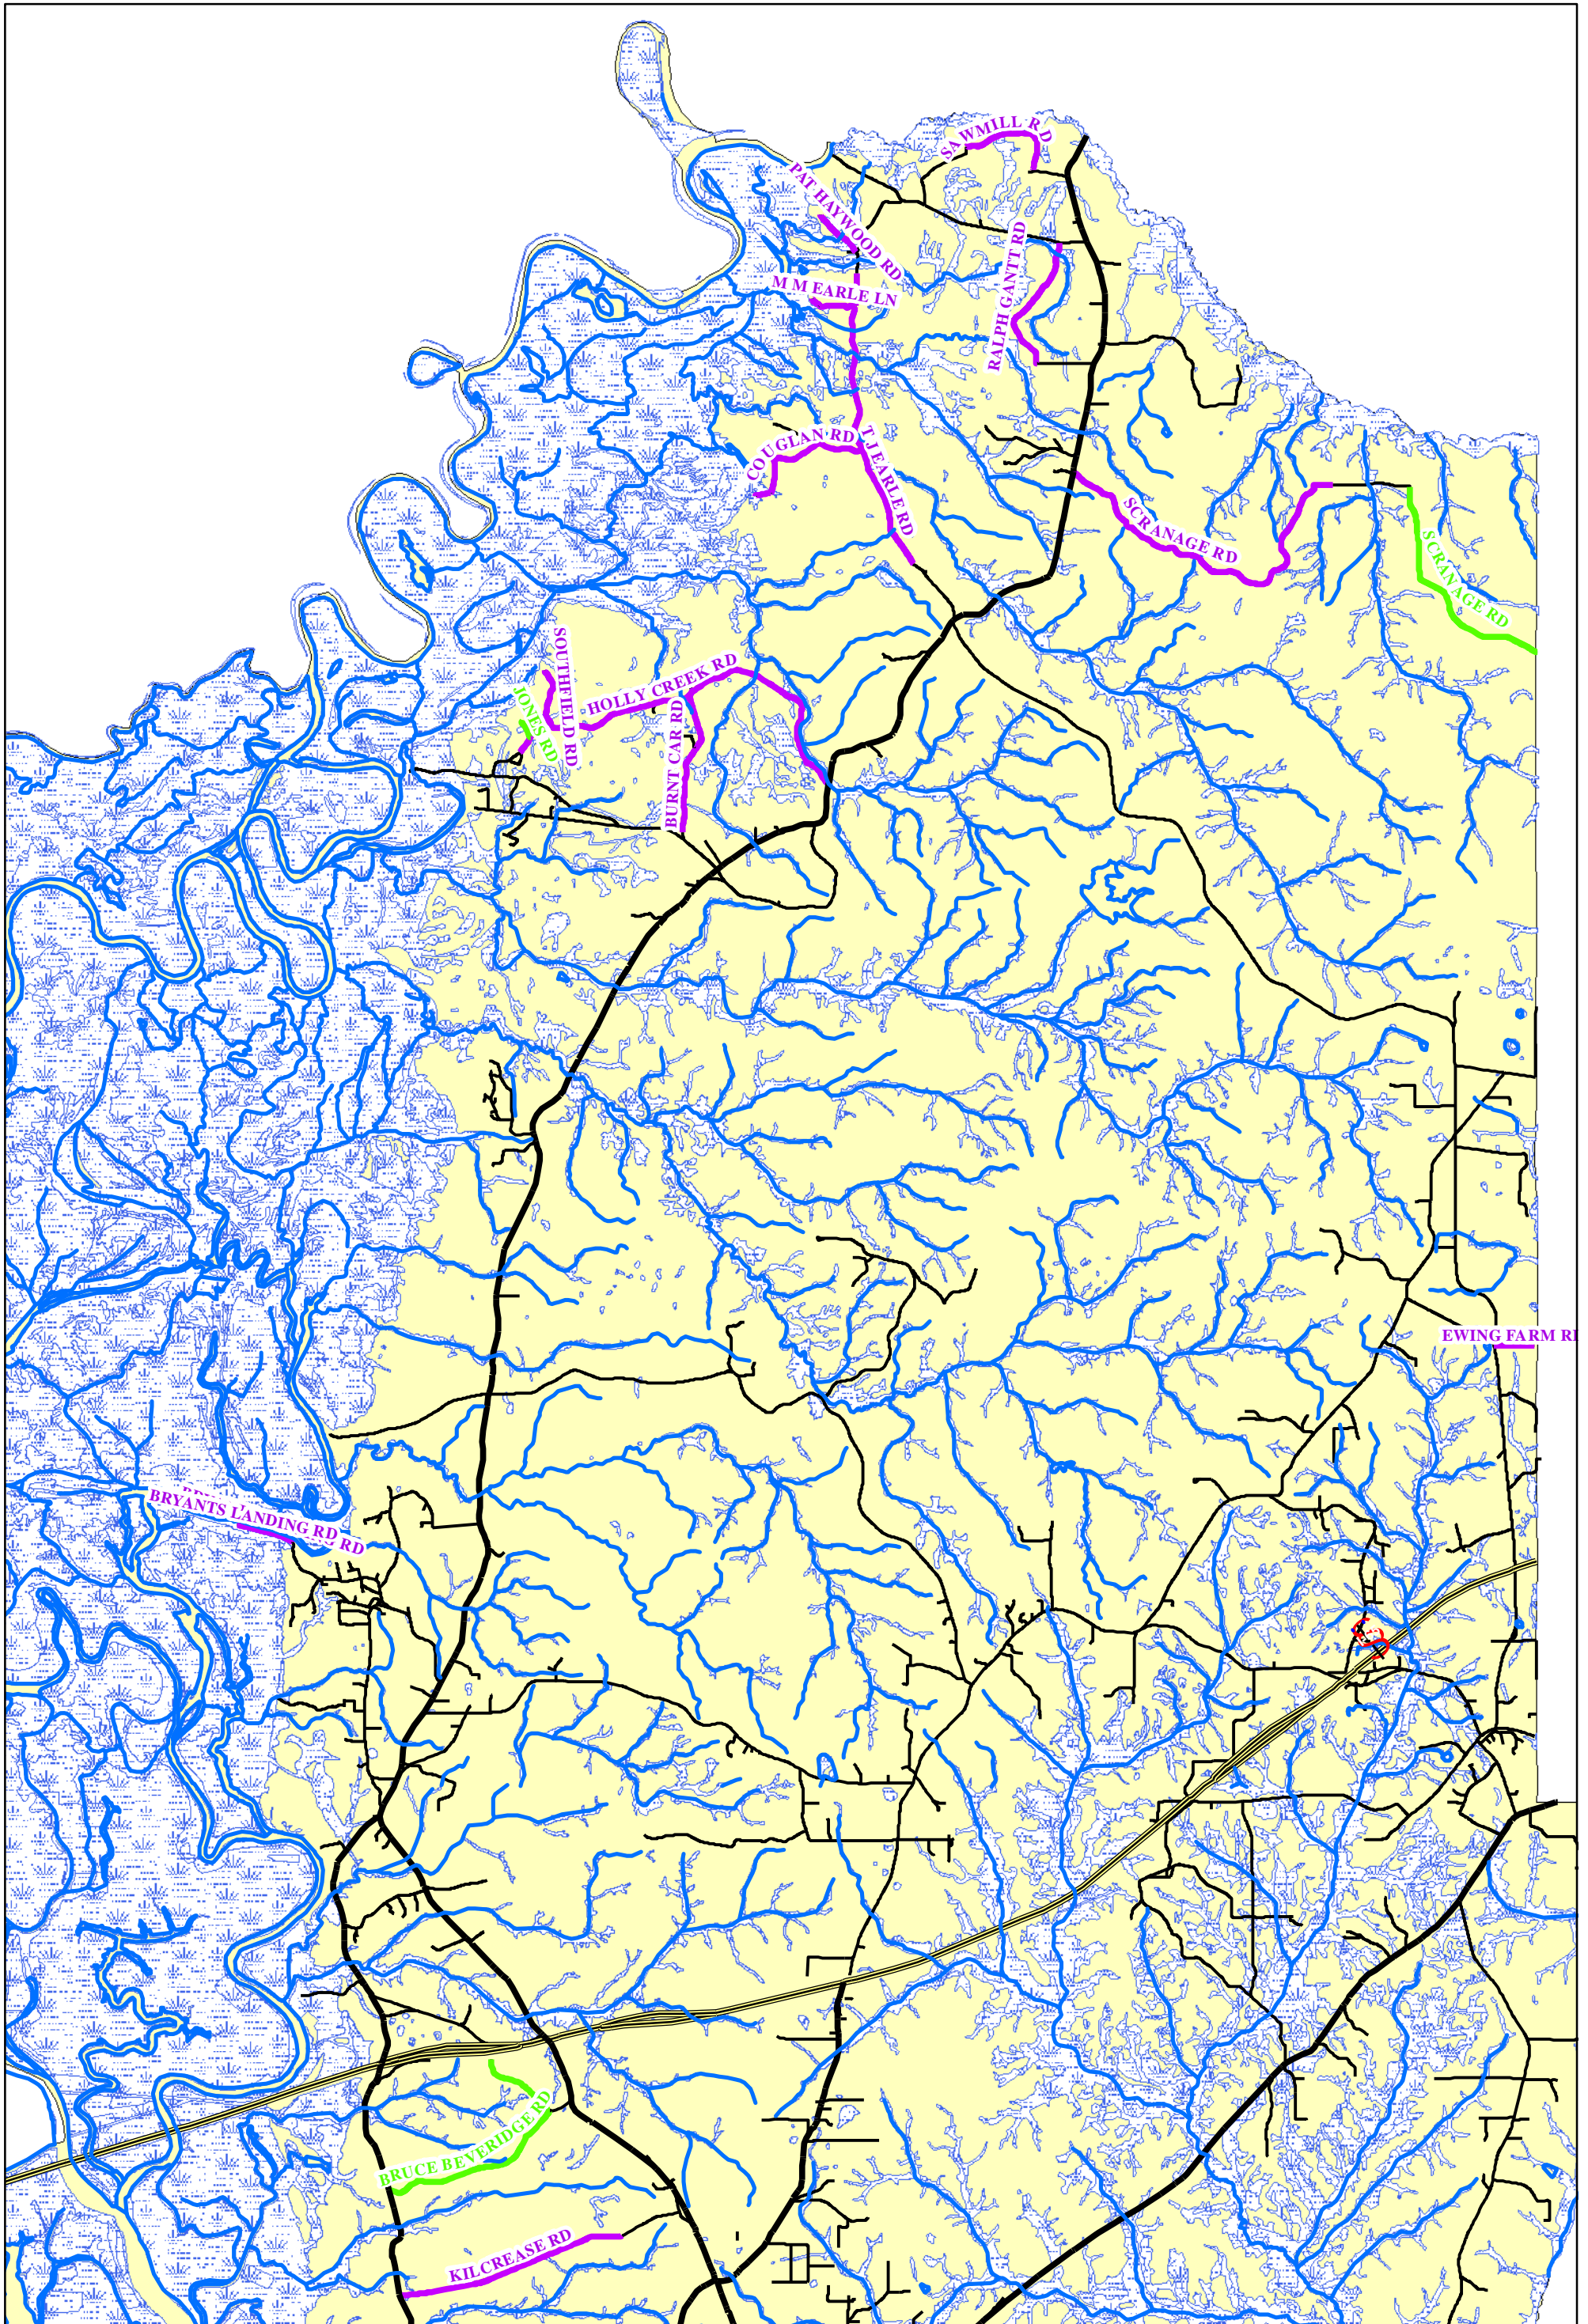 SAWMILL RD
PAT HAYWOOD RD
RALPH GANTT RD
M M EARLE LN
COUGLAN RD
T J EARLE RD
SCRANAGE RD
SCRANAGE RD
SOUTHFIELD RD
HOLLY CREEK RD
JONES RD
BURNT CAR RD
EWING FARM RD
BRYANTS LANDING RD
RD
BRUCE BEVERIDGE RD
KILCREASE RD